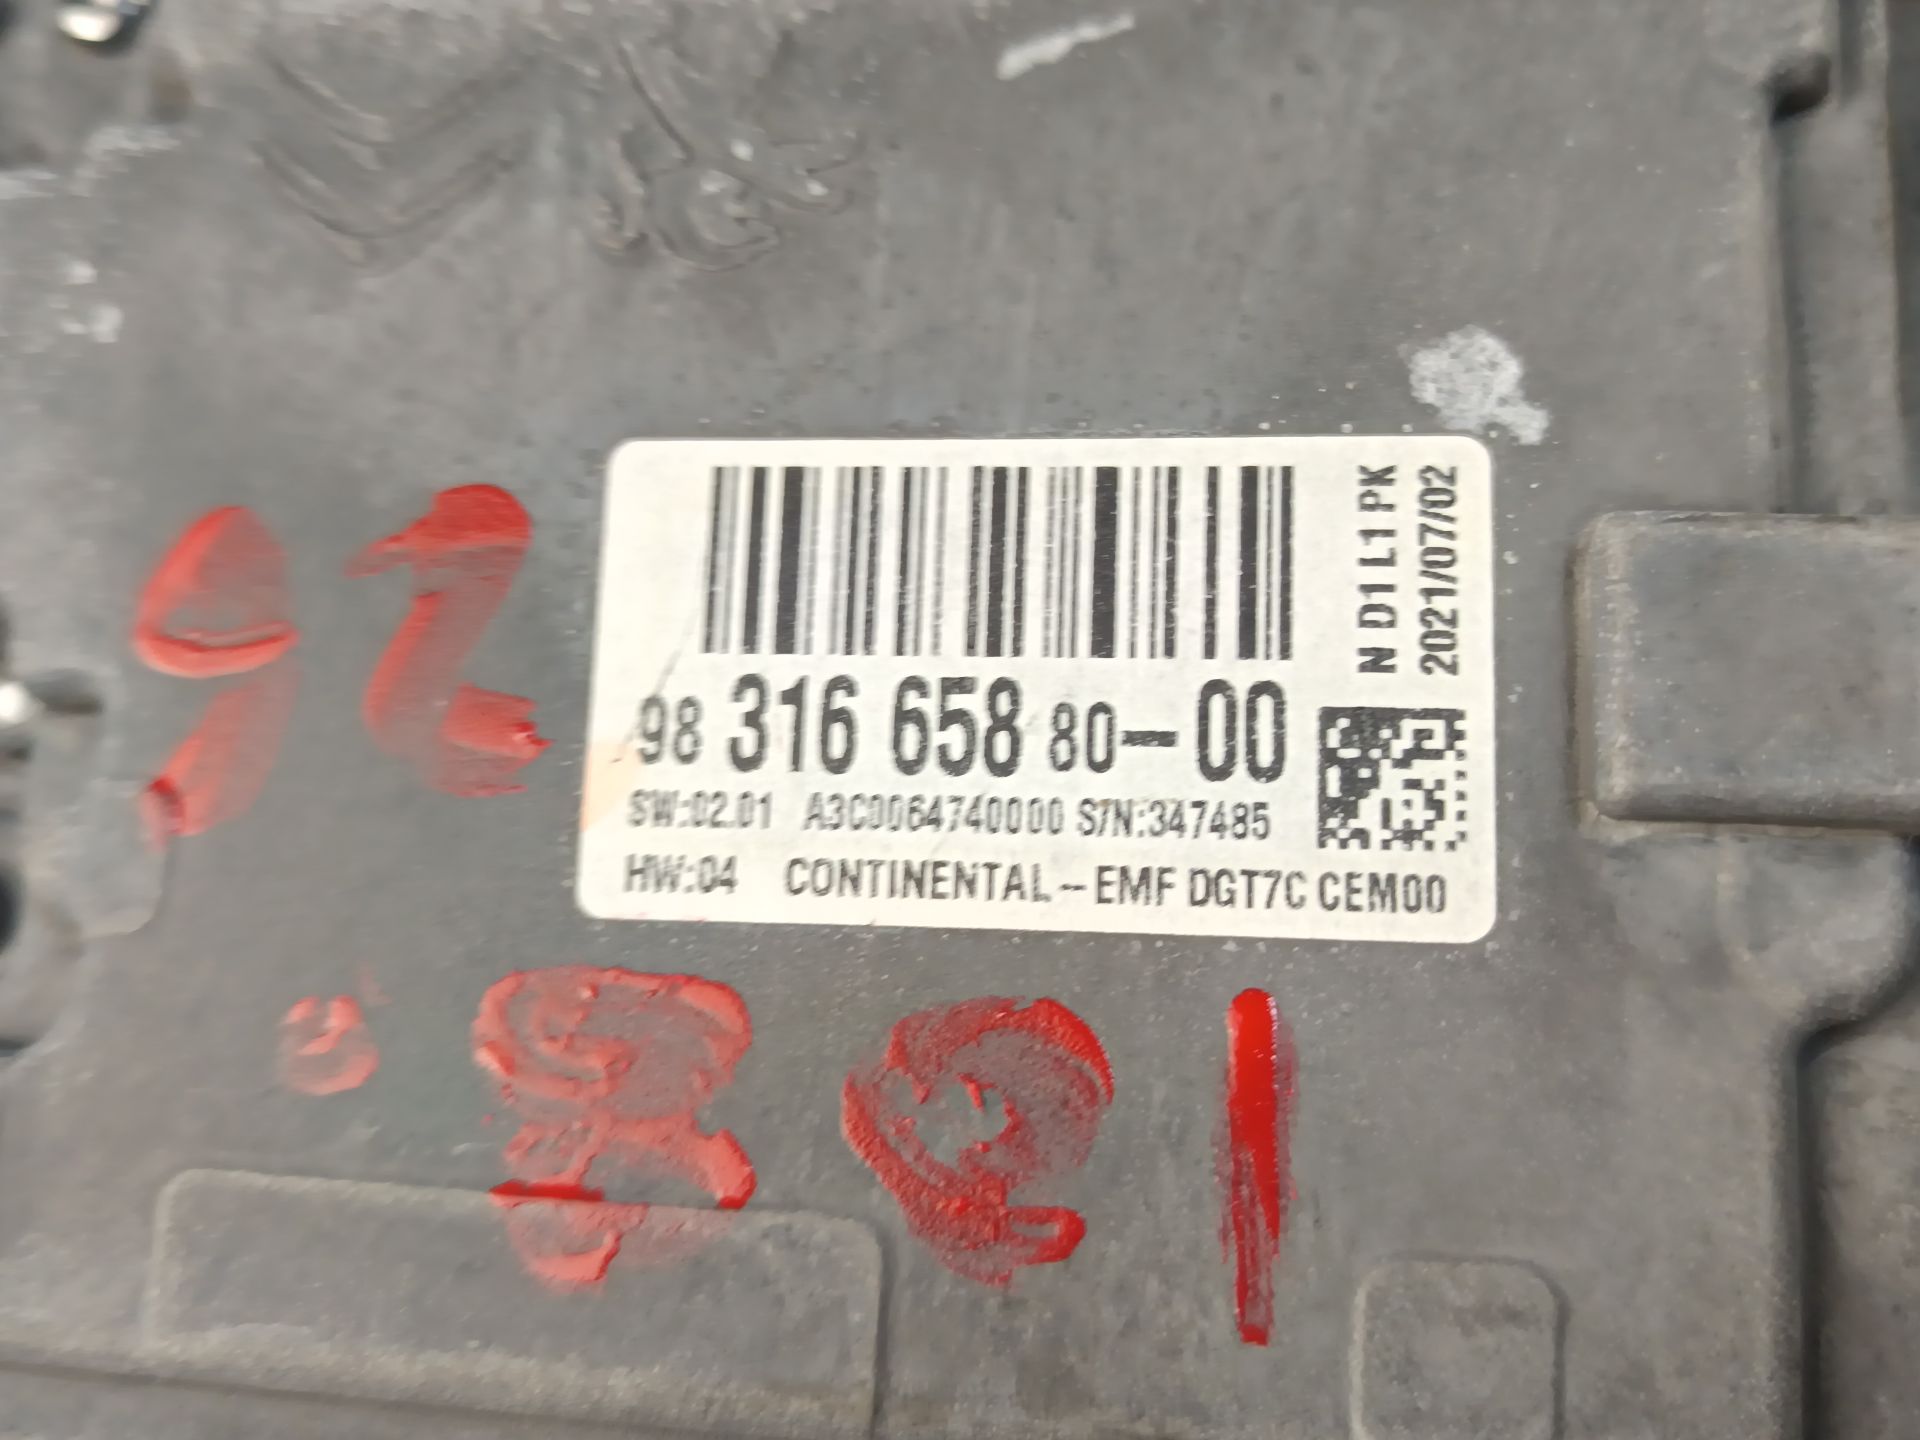 N D1 L1 PK
2021/07/02
98 316 658 80-00
SW:02.01 A3C0064740000 S/N:347485
HW:04 CONTINENTAL--EMF DGT7C CEM00
92